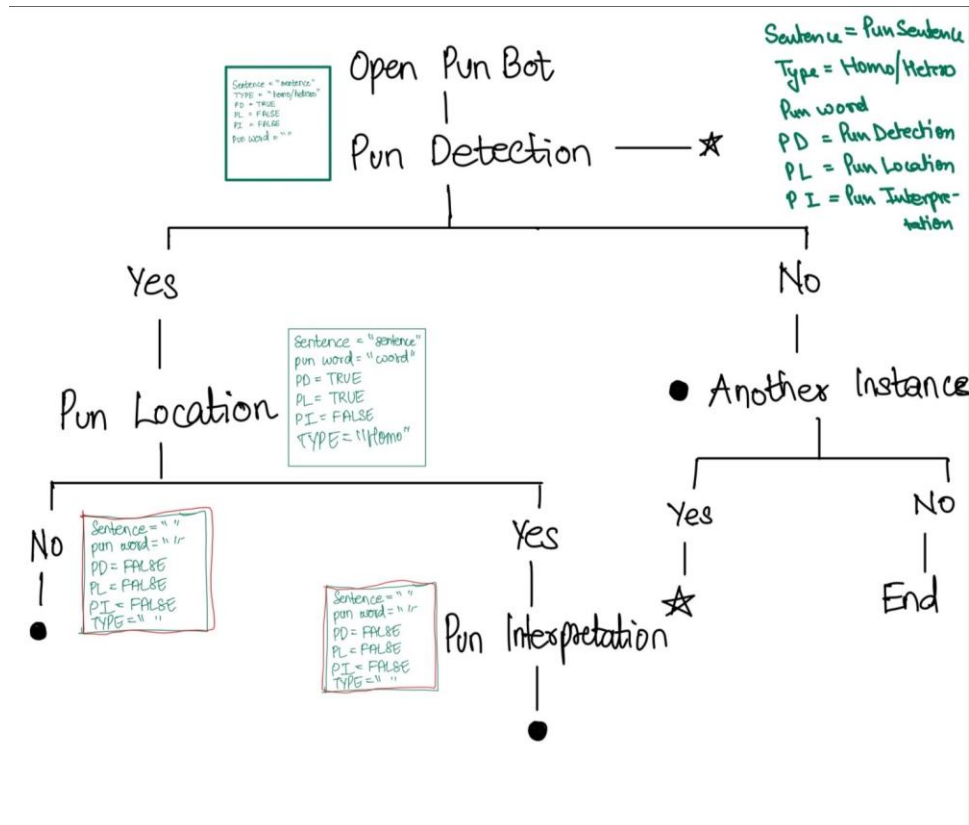 Sentence = Pun Sentence
Type = Homo/Hetero
Pun word
PD = Pun Detection
PL = Pun Location
PI = Pun Interpre-
tation
Open Pun Bot
Sentence = "sentence"
TYPE = "homo/hetero"
PD = TRUE
PL = FALSE
PI = FALSE
pun word = ""
Pun Detection
Yes
No
Sentence = "sentence"
pun word = "word"
PD = TRUE
PL = TRUE
PI = FALSE
TYPE = "Homo"
Pun Location
Another Instance
No
Sentence = " "
pun word = " "
PD = FALSE
PL = FALSE
PI = FALSE
TYPE = " "
Yes
Yes
No
Sentence = " "
pun word = " "
PD = FALSE
PL = FALSE
PI = FALSE
TYPE = " "
Pun Interpretation
End